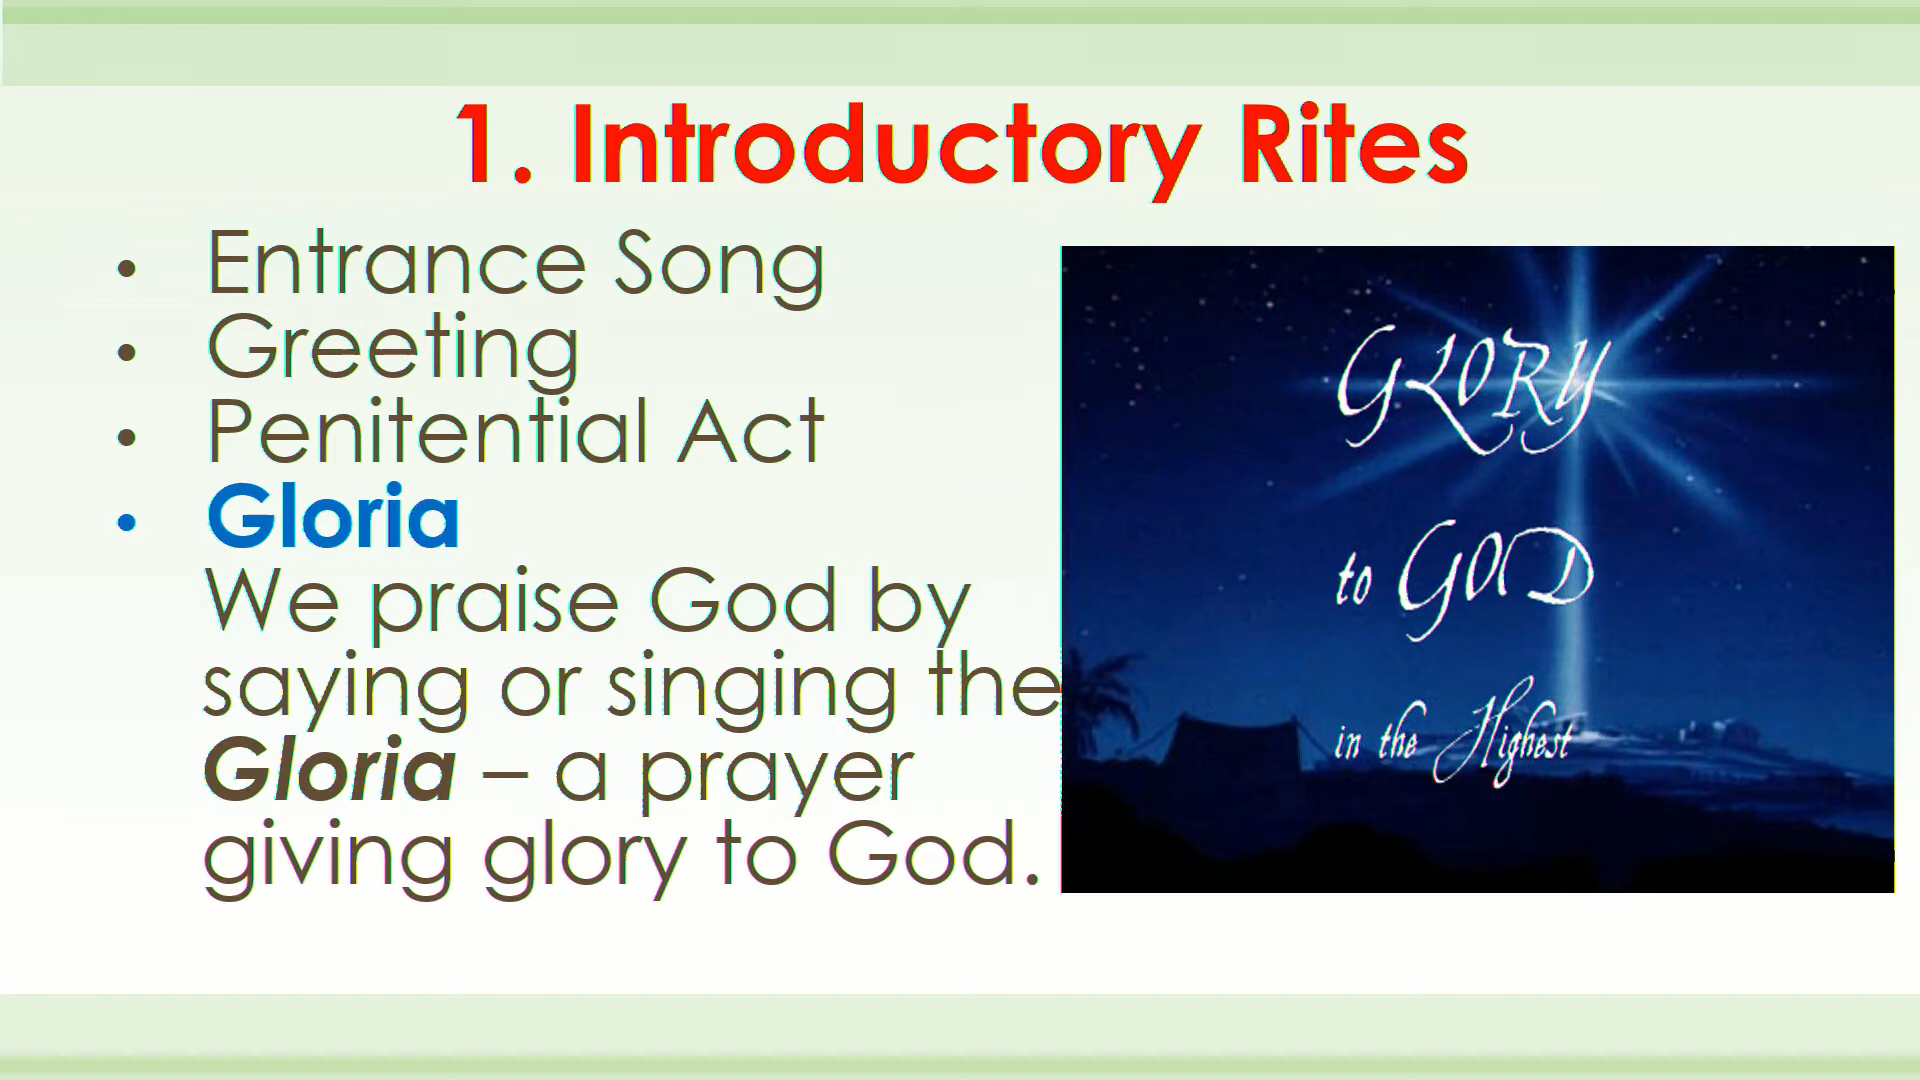 1. Introductory Rites
• Entrance Song
• Greeting
• Penitential Act
• Gloria
We praise God by
saying or singing the
Gloria – a prayer
giving glory to God.
GLORY
to GOD
in the Highest